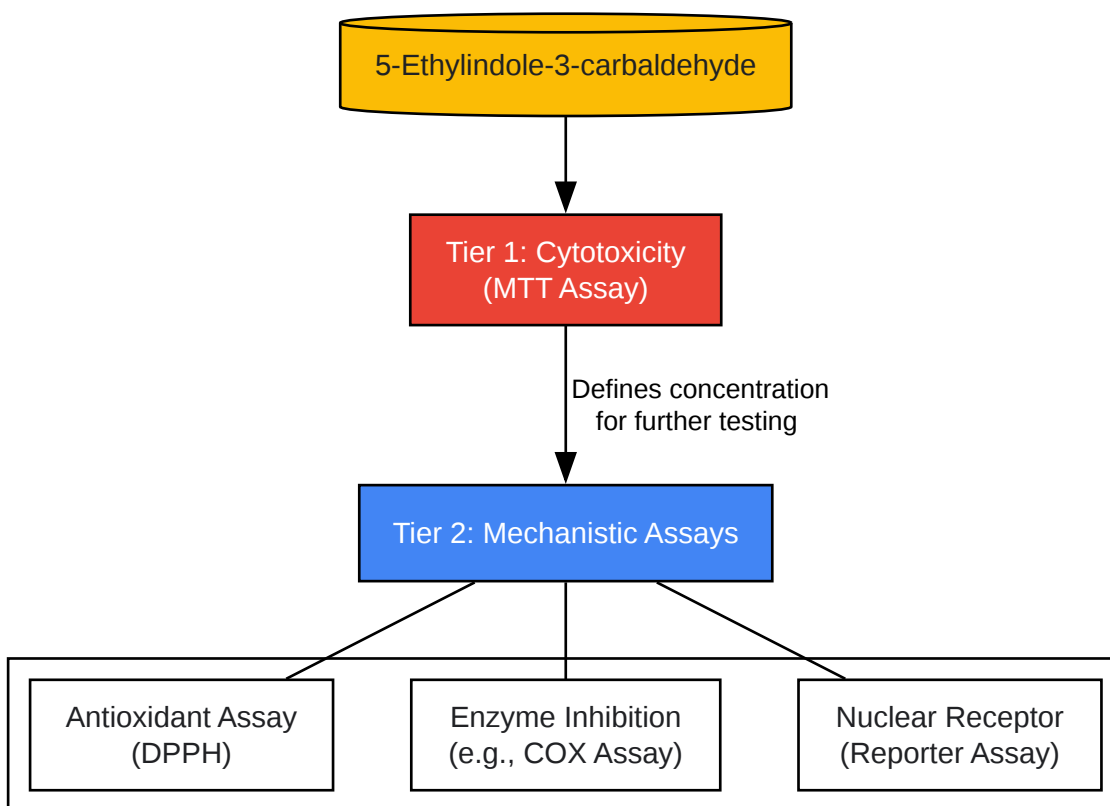 5-Ethylindole-3-carbaldehyde
Tier 1: Cytotoxicity
(MTT Assay)
Defines concentration
for further testing
Tier 2: Mechanistic Assays
Antioxidant Assay
(DPPH)
Enzyme Inhibition
(e.g., COX Assay)
Nuclear Receptor
(Reporter Assay)